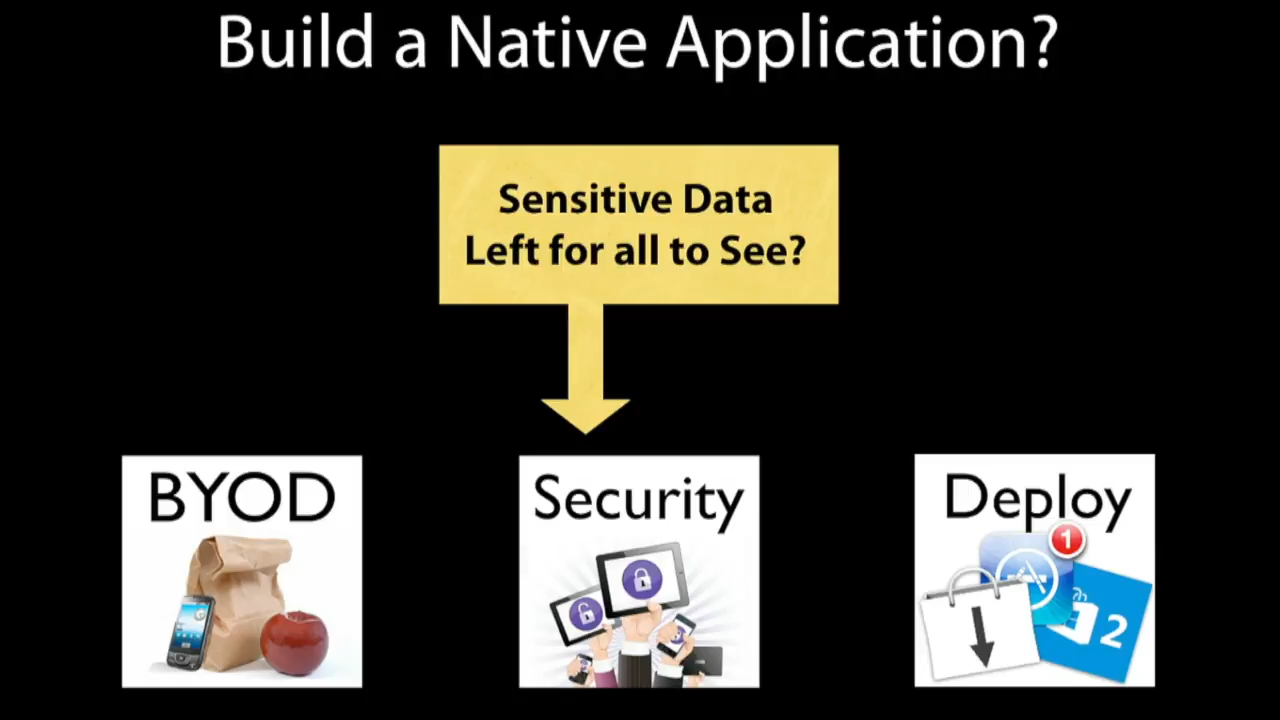 Build a Native Application?
Sensitive Data
Left for all to See?
BYOD
Security
Deploy
1
2